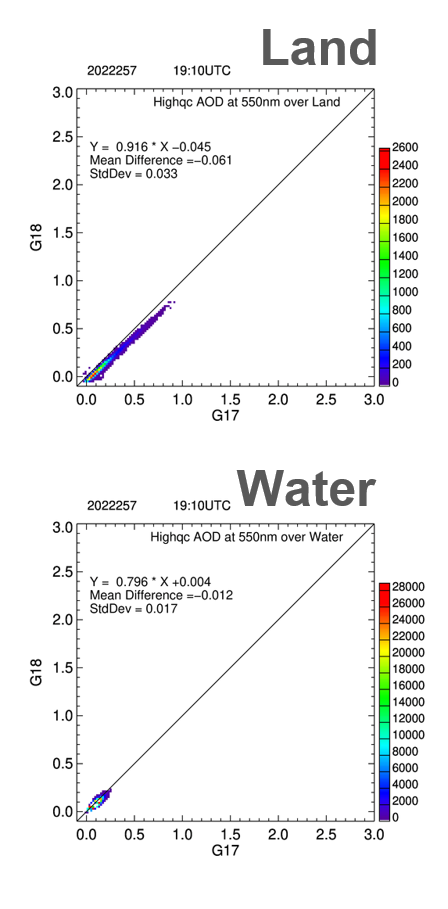 Land
2022257 19:10UTC
Highqc AOD at 550nm over Land
Y = 0.916 * X −0.045
Mean Difference =−0.061
StdDev = 0.033
3.0
2.5
2.0
1.5
1.0
0.5
0.0
G18
0.0 0.5 1.0 1.5 2.0 2.5 3.0
G17
2600
2400
2200
2000
1800
1600
1400
1200
1000
800
600
400
200
0
Water
2022257 19:10UTC
Highqc AOD at 550nm over Water
Y = 0.796 * X +0.004
Mean Difference =−0.012
StdDev = 0.017
3.0
2.5
2.0
1.5
1.0
0.5
0.0
G18
0.0 0.5 1.0 1.5 2.0 2.5 3.0
G17
28000
26000
24000
22000
20000
18000
16000
14000
12000
10000
8000
6000
4000
2000
0